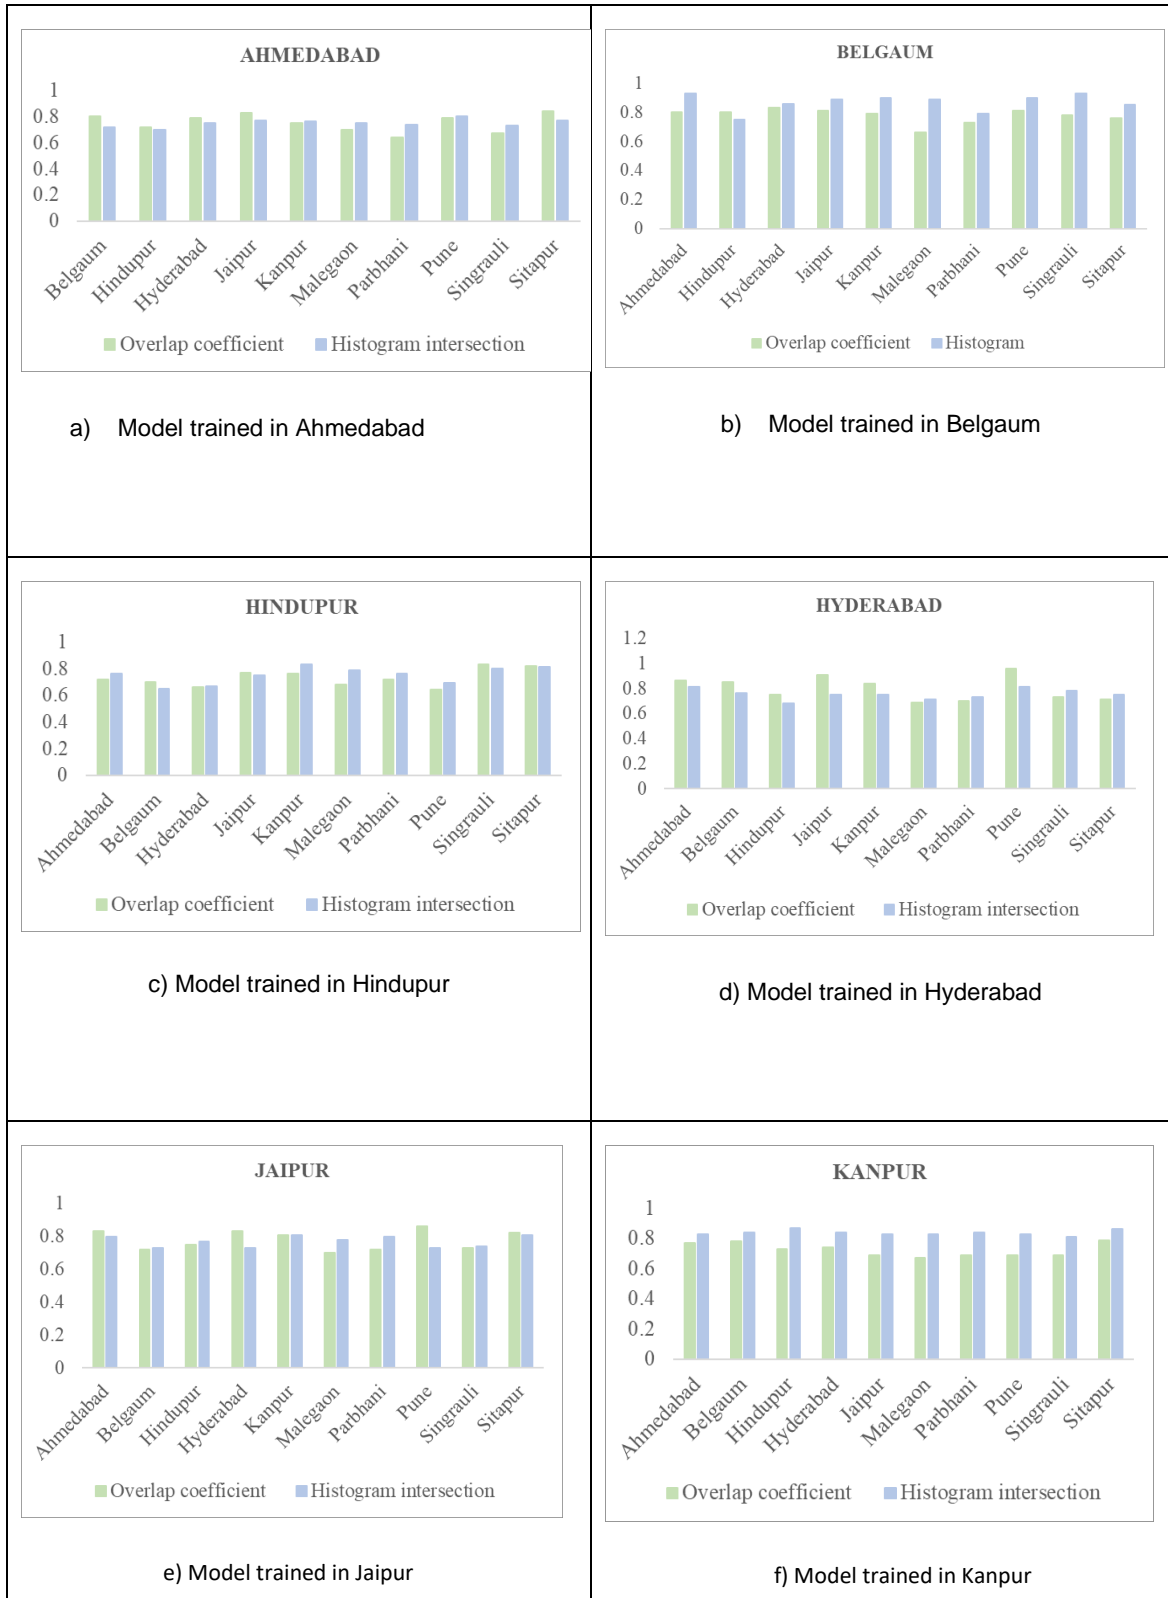 AHMEDABAD
1
0.8
0.6
0.4
0.2
0
Belgaum
Hindupur
Hyderabad
Jaipur
Kanpur
Malegaon
Parbhani
Pune
Singrauli
Sitapur
Overlap coefficient Histogram intersection
a) Model trained in Ahmedabad
BELGAUM
1
0.8
0.6
0.4
0.2
0
Ahmedabad
Hindupur
Hyderabad
Jaipur
Kanpur
Malegaon
Parbhani
Pune
Singrauli
Sitapur
Overlap coefficient Histogram
b) Model trained in Belgaum
HINDUPUR
1
0.8
0.6
0.4
0.2
0
Ahmedabad
Belgaum
Hyderabad
Jaipur
Kanpur
Malegaon
Parbhani
Pune
Singrauli
Sitapur
Overlap coefficient Histogram intersection
c) Model trained in Hindupur
HYDERABAD
1.2
1
0.8
0.6
0.4
0.2
0
Ahmedabad
Belgaum
Hindupur
Jaipur
Kanpur
Malegaon
Parbhani
Pune
Singrauli
Sitapur
Overlap coefficient Histogram intersection
d) Model trained in Hyderabad
JAIPUR
1
0.8
0.6
0.4
0.2
0
Ahmedabad
Belgaum
Hindupur
Hyderabad
Kanpur
Malegaon
Parbhani
Pune
Singrauli
Sitapur
Overlap coefficient Histogram intersection
e) Model trained in Jaipur
KANPUR
1
0.8
0.6
0.4
0.2
0
Ahmedabad
Belgaum
Hindupur
Hyderabad
Jaipur
Malegaon
Parbhani
Pune
Singrauli
Sitapur
Overlap coefficient Histogram intersection
f) Model trained in Kanpur